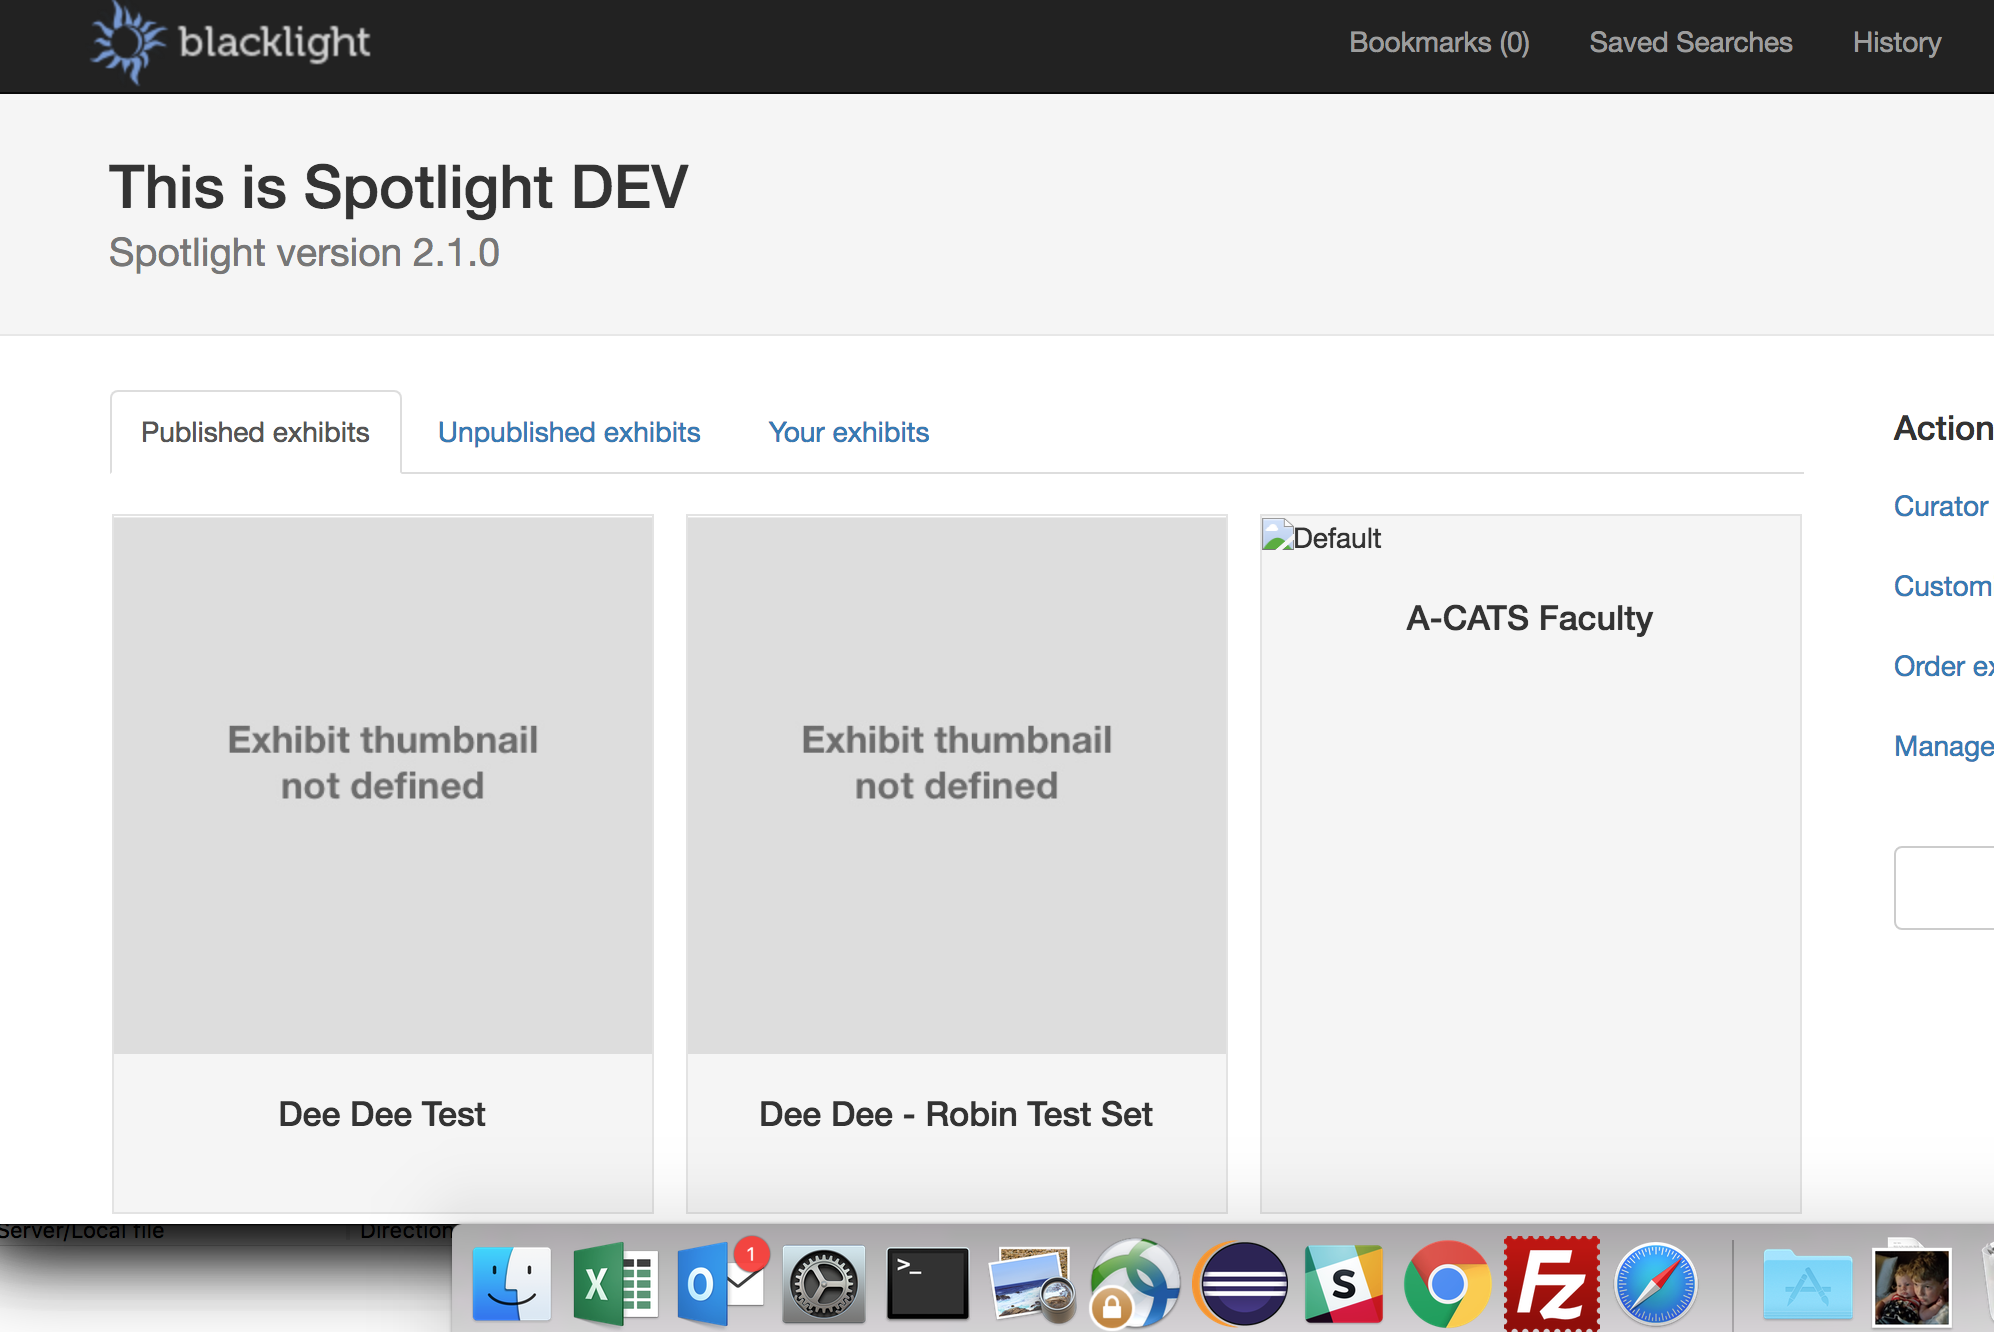 blacklight
Bookmarks (0) Saved Searches History
This is Spotlight DEV
Spotlight version 2.1.0
Published exhibits Unpublished exhibits Your exhibits
Action
Curator
Custom
Order ex
Manage
Exhibit thumbnail
not defined
Dee Dee Test
Exhibit thumbnail
not defined
Dee Dee - Robin Test Set
Default
A-CATS Faculty
Server/Local file Direction
X
O
1
>_
S
Fz